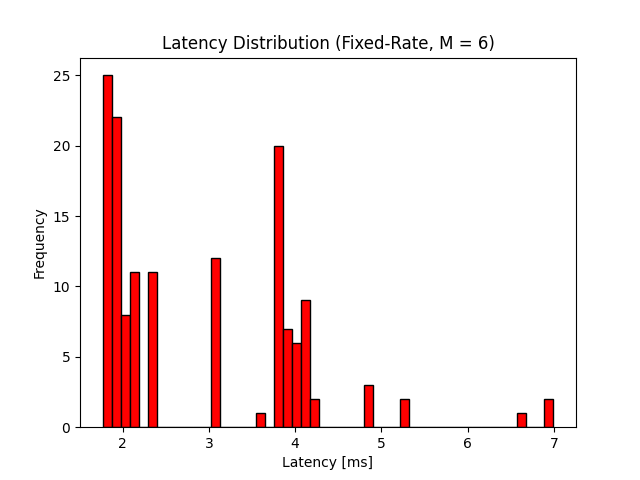 Latency Distribution (Fixed-Rate, M = 6)
25
20
15
10
5
0
Frequency
2 3 4 5 6 7
Latency [ms]